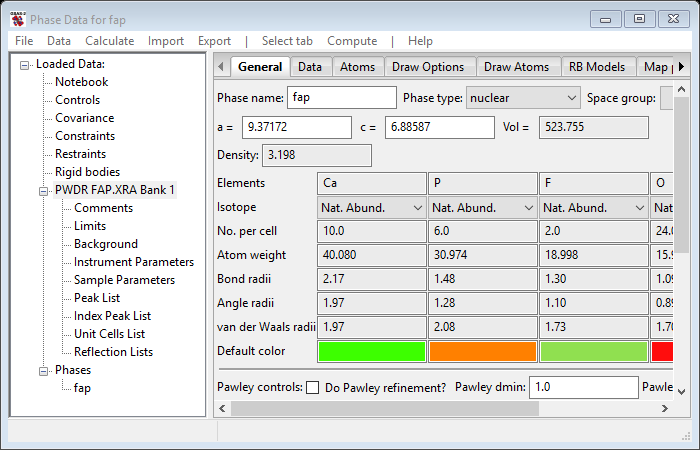 Phase Data for fap
File Data Calculate Import Export | Select tab Compute | Help
Loaded Data:
Notebook
Controls
Covariance
Constraints
Restraints
Rigid bodies
PWDR FAP.XRA Bank 1
Comments
Limits
Background
Instrument Parameters
Sample Parameters
Peak List
Index Peak List
Unit Cells List
Reflection Lists
Phases
fap
General Data Atoms Draw Options Draw Atoms RB Models Map p
Phase name: fap Phase type: nuclear Space group:
a = 9.37172 c = 6.88587 Vol = 523.755
Density: 3.198
Elements Ca P F O
Isotope Nat. Abund. Nat. Abund. Nat. Abund. Nat
No. per cell 10.0 6.0 2.0 24.0
Atom weight 40.080 30.974 18.998 15.9
Bond radii 2.17 1.48 1.30 1.09
Angle radii 1.97 1.28 1.10 0.89
van der Waals radii 1.97 2.08 1.73 1.70
Default color
Pawley controls: Do Pawley refinement? Pawley dmin: 1.0 Pawley